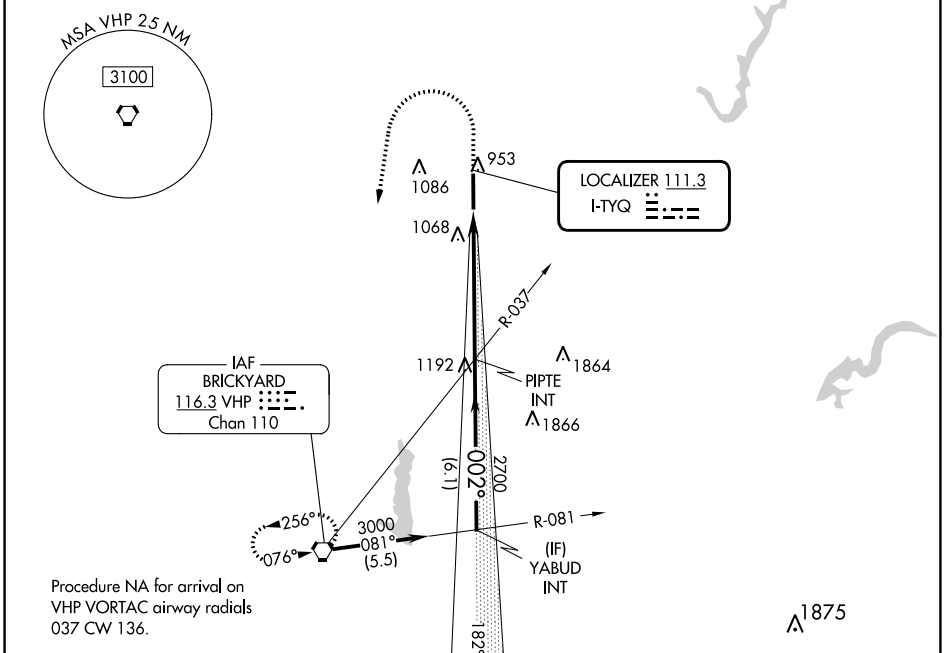 MSA VHP 25 NM
3100
953
1086
LOCALIZER 111.3
I-TYQ
1068
R-037
IAF
BRICKYARD
116.3 VHP
Chan 110
1192
1864
PIPTE
INT
1866
002°
(6.1)
2700
256°
076°
3000
081°
(5.5)
R-081
(IF)
YABUD
INT
Procedure NA for arrival on
VHP VORTAC airway radials
037 CW 136.
182°
1875